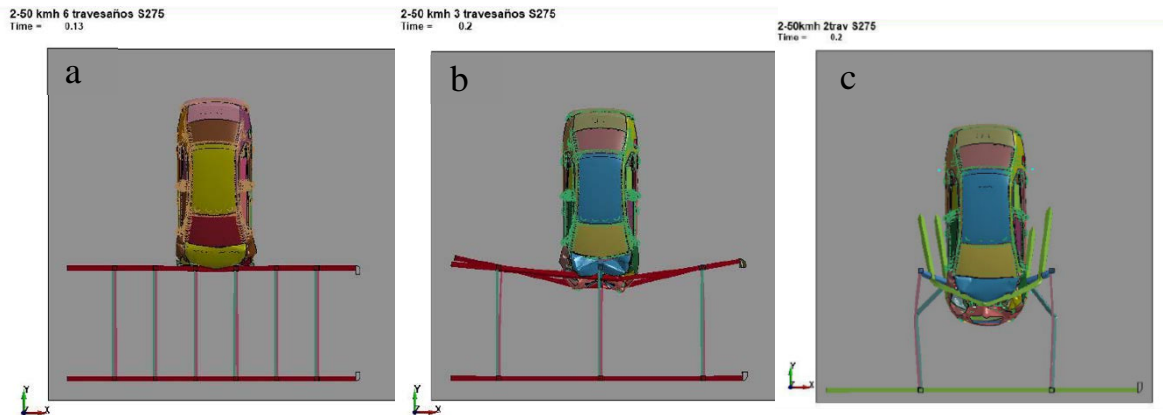 2-50 kmh 6 travesaños S275
Time = 0.13
a
Y
Z X
2-50 kmh 3 travesaños S275
Time = 0.2
b
Y
Z X
2-50kmh 2trav S275
Time = 0.2
c
Y
Z X